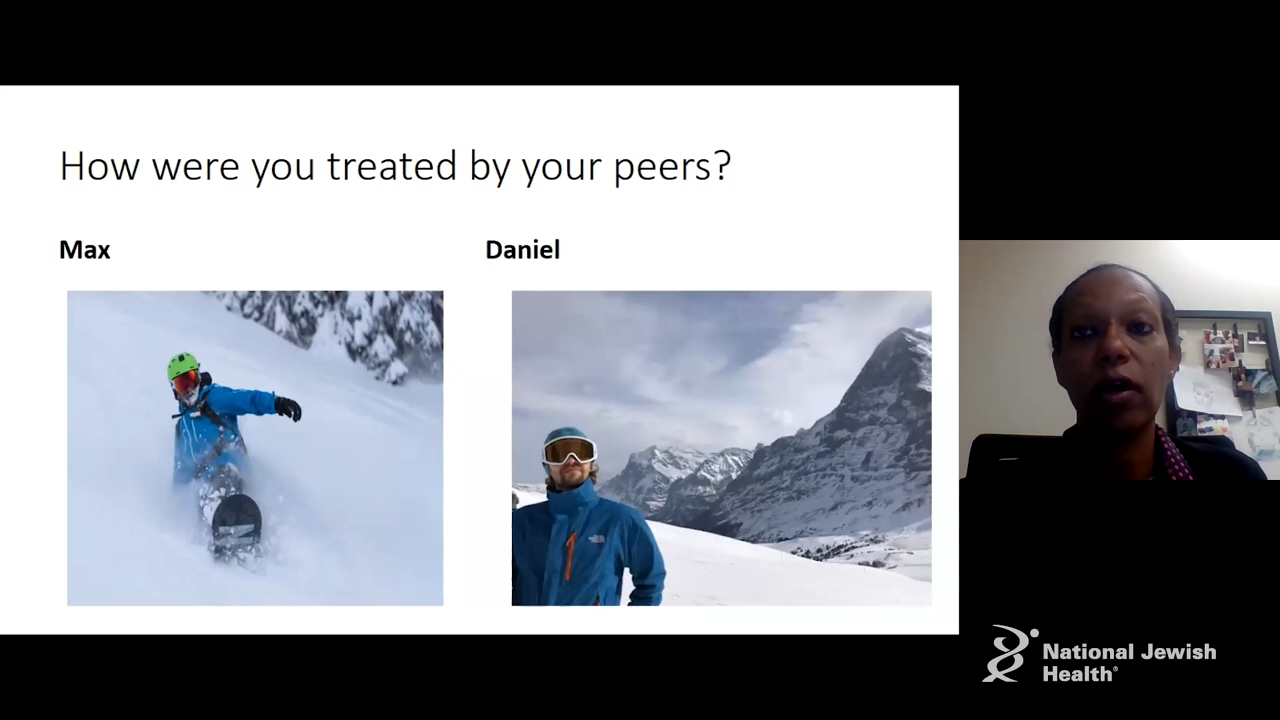 How were you treated by your peers?
Max
Daniel
National Jewish
Health®